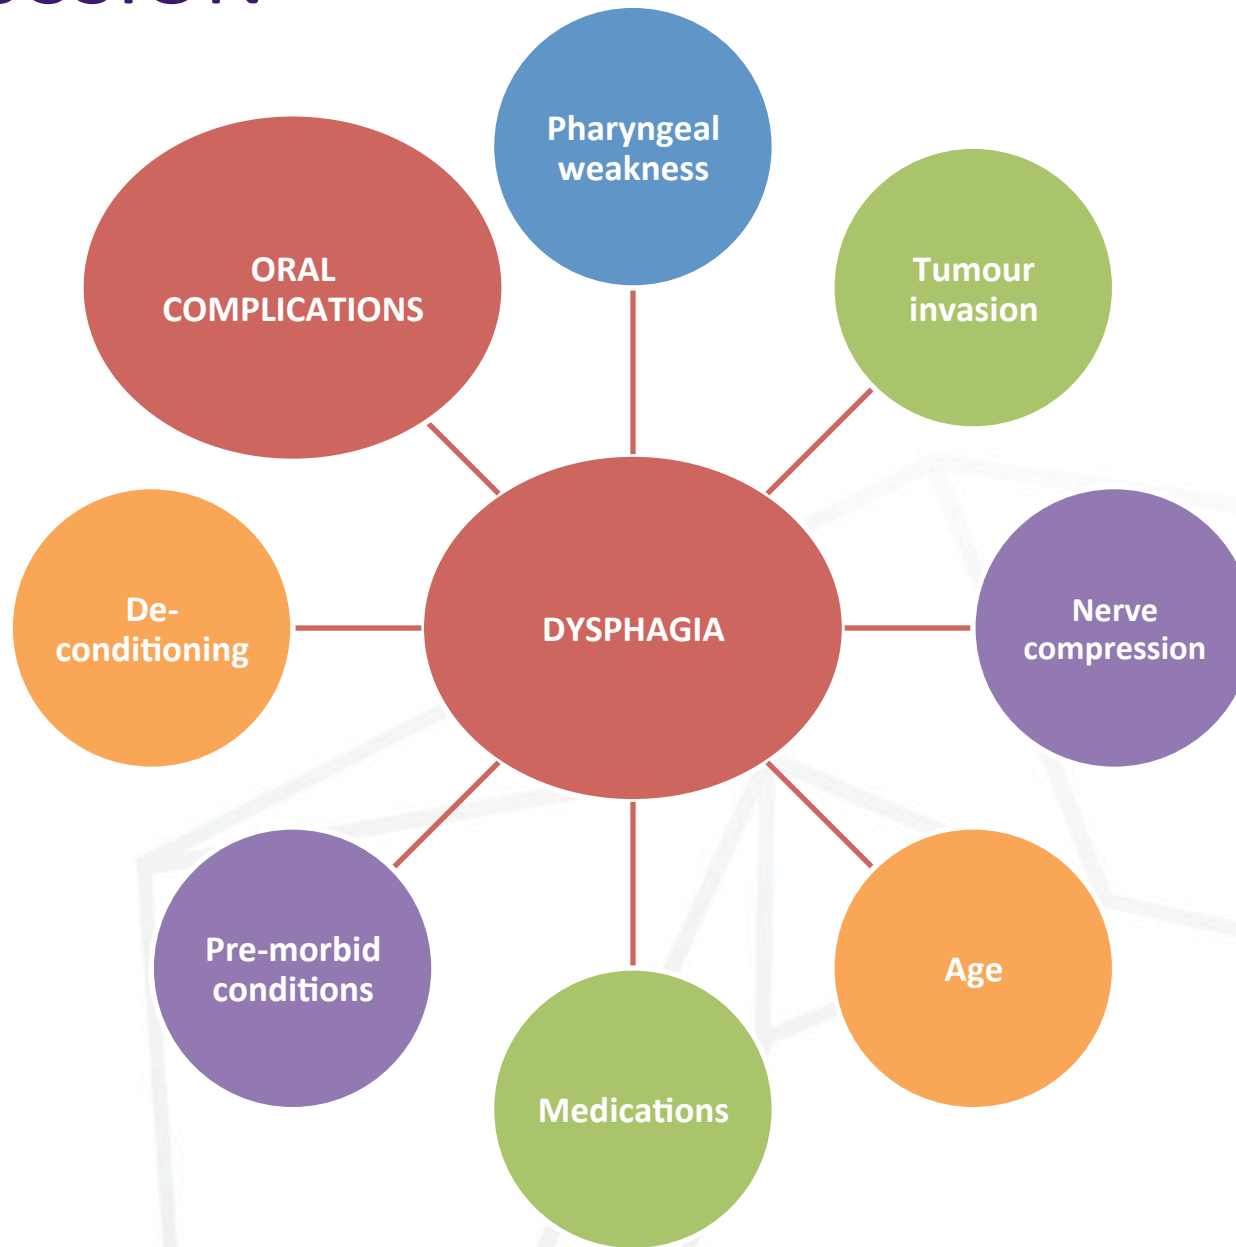 Pharyngeal
weakness
ORAL
COMPLICATIONS
Tumour
invasion
De-
conditioning
DYSPHAGIA
Nerve
compression
Pre-morbid
conditions
Age
Medications